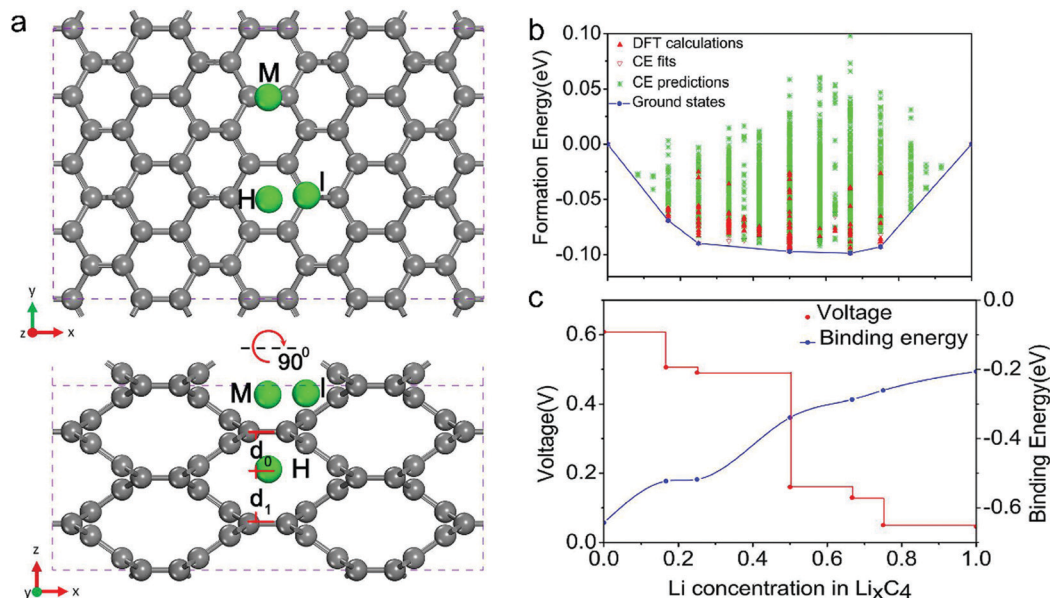 a
M
H
I
y
z
x
90⁰
M
I
d₀
H
d₁
z
y
x
b
0.10
0.05
0.00
-0.05
-0.10
Formation Energy(eV)
DFT calculations
CE fits
CE predictions
Ground states
c
0.6
0.4
0.2
0.0
Voltage(V)
Voltage
Binding energy
0.0
-0.2
-0.4
-0.6
Binding Energy(eV)
0.0 0.2 0.4 0.6 0.8 1.0
Li concentration in LiₓC₄